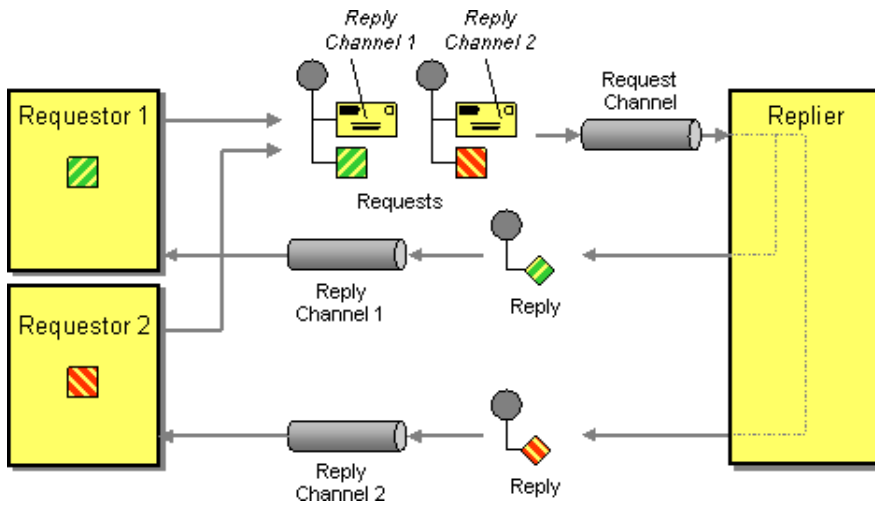 Reply
Channel 1
Reply
Channel 2
Request
Channel
Requestor 1
Replier
Requests
Reply
Channel 1
Reply
Requestor 2
Reply
Channel 2
Reply